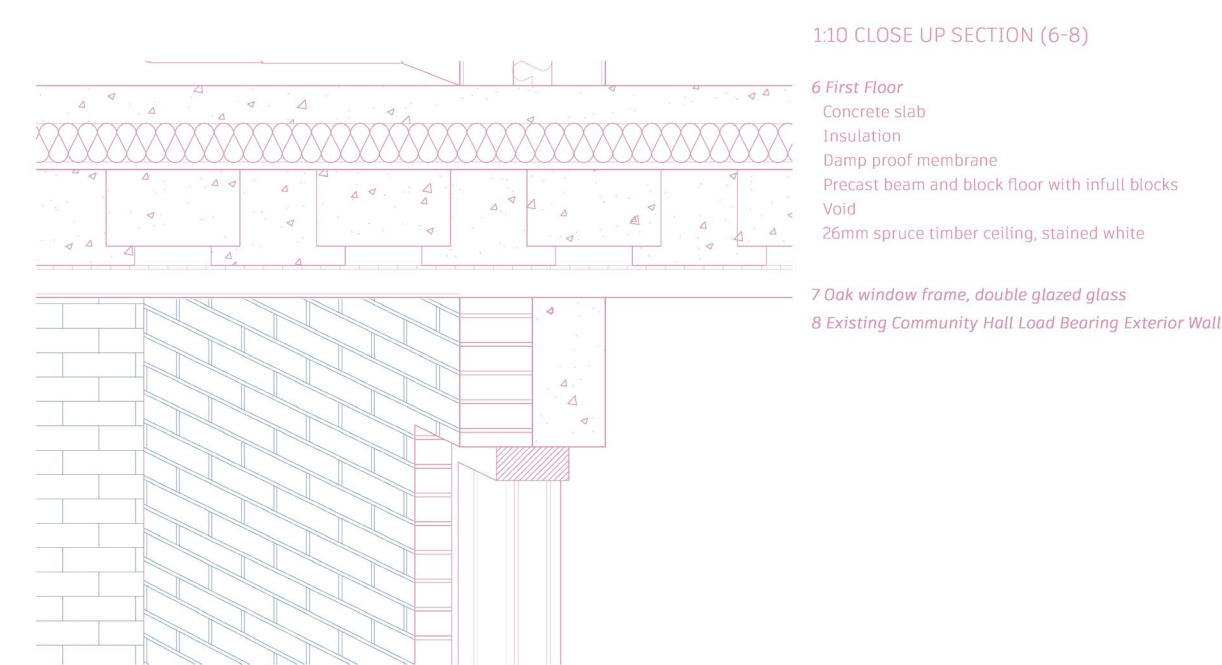 1:10 CLOSE UP SECTION (6-8)
6 First Floor
Concrete slab
Insulation
Damp proof membrane
Precast beam and block floor with infull blocks
Void
26mm spruce timber ceiling, stained white
7 Oak window frame, double glazed glass
8 Existing Community Hall Load Bearing Exterior Wall